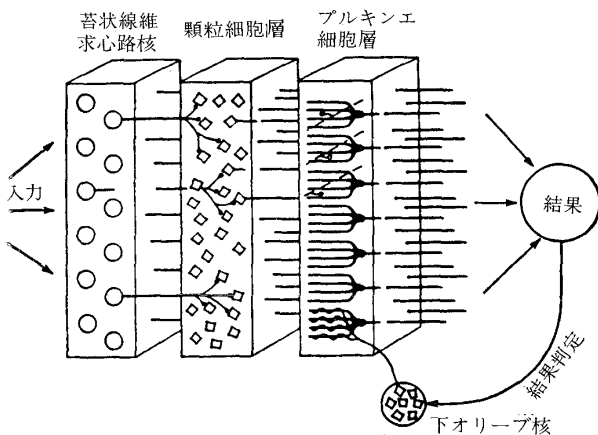 苔状線維
求心路核
顆粒細胞層
プルキンエ
細胞層
入力
結果
結果判定
下オリーブ核